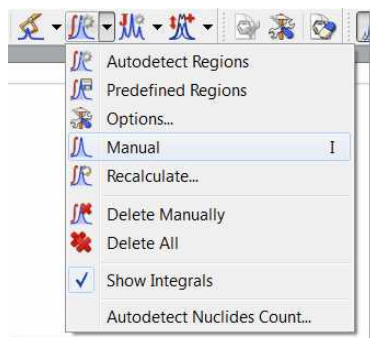 Autodetect Regions
Predefined Regions
Options...
Manual I
Recalculate...
Delete Manually
Delete All
Show Integrals
Autodetect Nuclides Count...